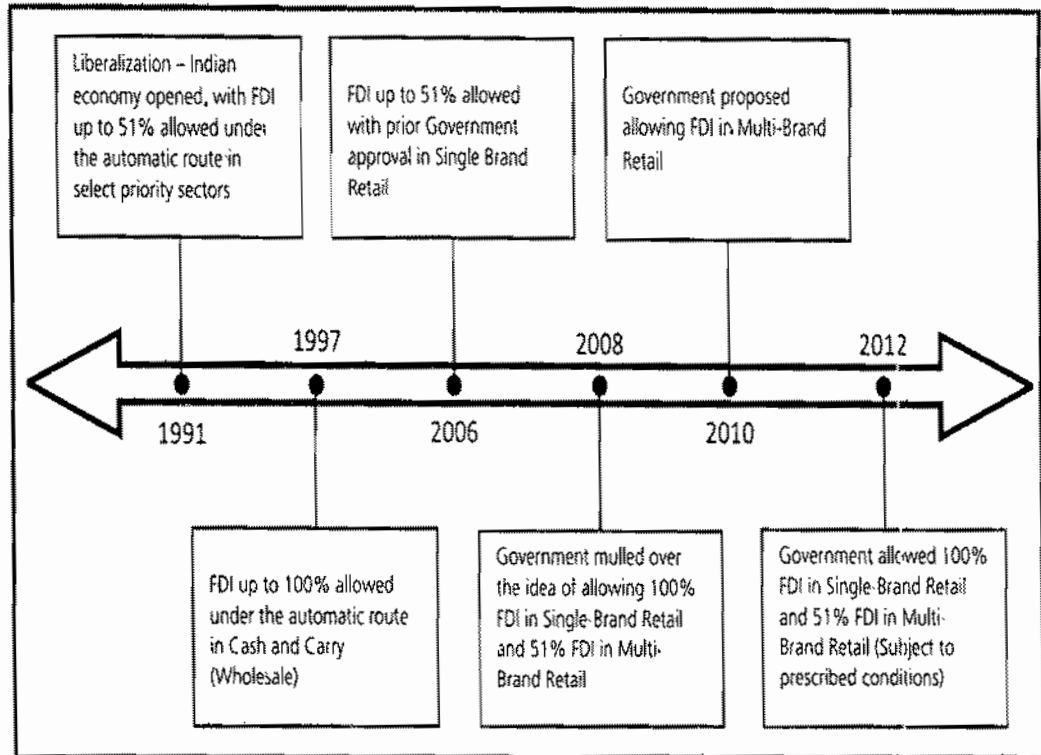 Liberalization – Indian
economy opened, with FDI
up to 51% allowed under
the automatic route in
select priority sectors
FDI up to 51% allowed
with prior Government
approval in Single Brand
Retail
Government proposed
allowing FDI in Multi-Brand
Retail
1997
2008
2012
1991
2006
2010
FDI up to 100% allowed
under the automatic route
in Cash and Carry
(Wholesale)
Government mulled over
the idea of allowing 100%
FDI in Single-Brand Retail
and 51% FDI in Multi-
Brand Retail
Government allowed 100%
FDI in Single-Brand Retail
and 51% FDI in Multi-
Brand Retail (Subject to
prescribed conditions)